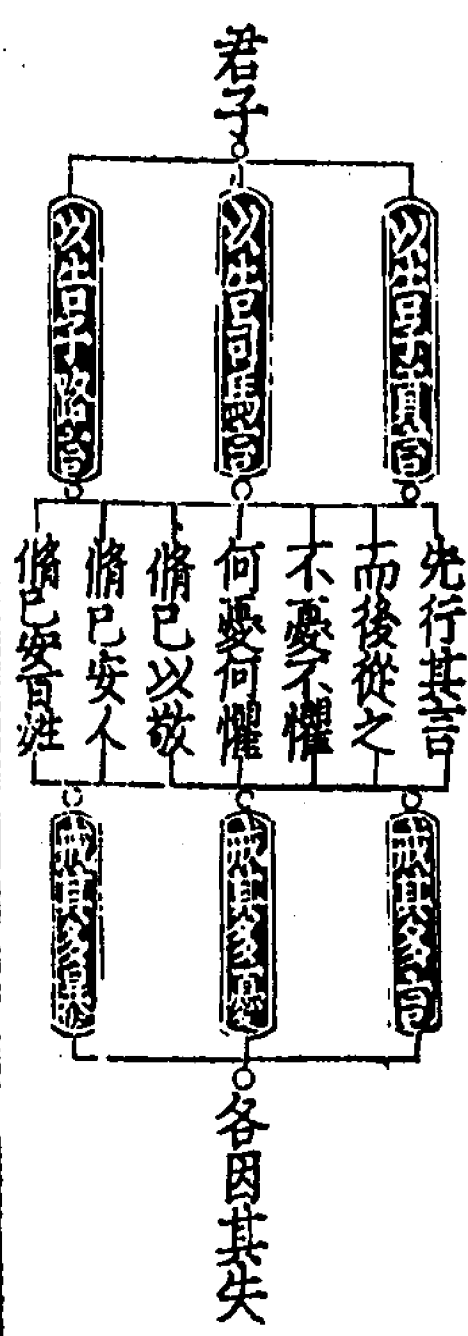 君子
以告子貢言
以告司馬言
以告子路言
先行其言
而後從之
不憂不懼
何憂何懼
脩己以敬
脩己安人
脩己安百姓
戒其多言
戒其多憂
戒其多暴
各因其失